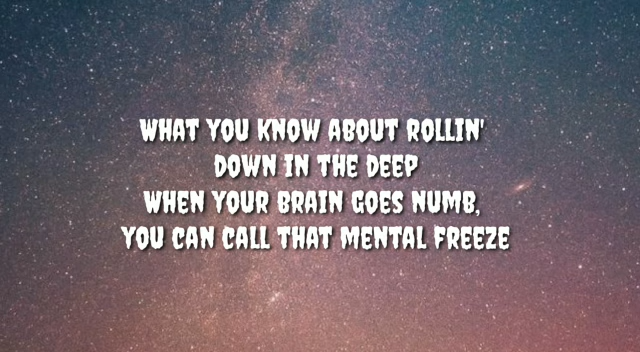 WHAT YOU KNOW ABOUT ROLLIN'
DOWN IN THE DEEP
WHEN YOUR BRAIN GOES NUMB,
YOU CAN CALL THAT MENTAL FREEZE